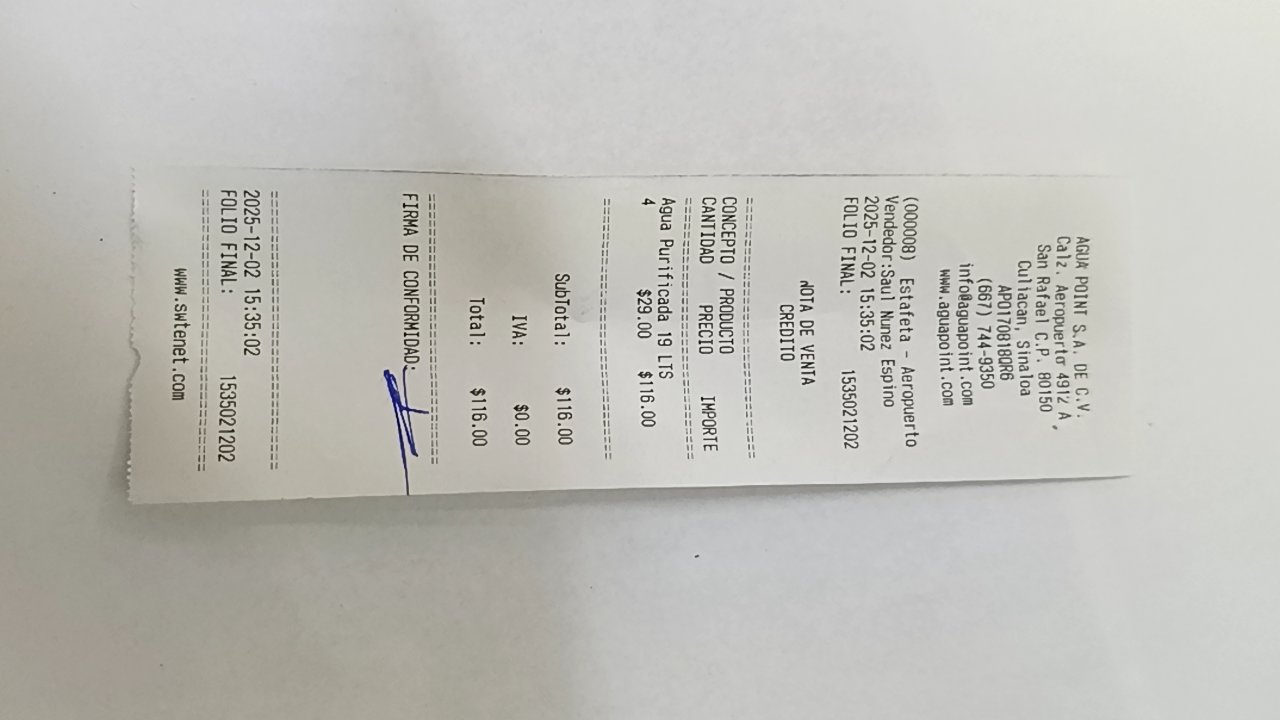 AGUA POINT S.A. DE C.V.
Calz. Aeropuerto 4912 A
San Rafael C.P. 80150
Culiacan, Sinaloa
APO170818QR6
(667) 744-9350
info@aguapoint.com
www.aguapoint.com
(000008) Estafeta - Aeropuerto
Vendedor:Saul Nunez Espino
2025-12-02 15:35:02
FOLIO FINAL: 1535021202
NOTA DE VENTA
CREDITO
CONCEPTO / PRODUCTO
CANTIDAD PRECIO IMPORTE
Agua Purificada 19 LTS
4 $29.00 $116.00
SubTotal: $116.00
IVA: $0.00
Total: $116.00
FIRMA DE CONFORMIDAD:
2025-12-02 15:35:02
FOLIO FINAL: 1535021202
www.swtenet.com